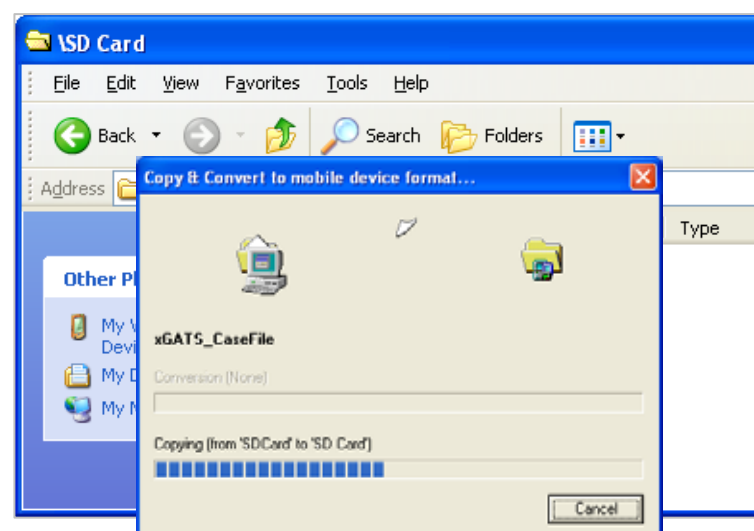 \SD Card
File Edit View Favorites Tools Help
Back Search Folders
Address
Copy & Convert to mobile device format...
Type
Other Pl
My W
Devi
My D
My N
xGATS_CaseFile
Conversion (None)
Copying (from 'SDCard' to 'SD Card')
Cancel